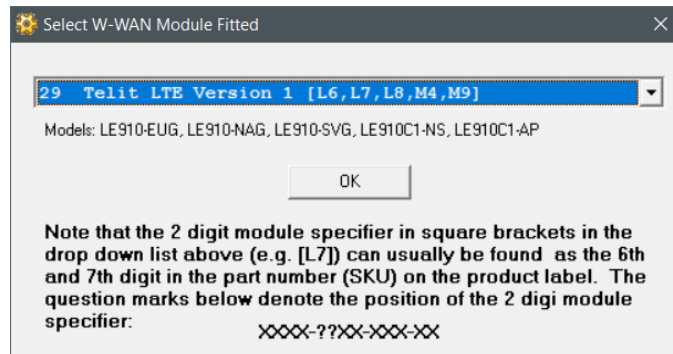 Select W-WAN Module Fitted
29 Telit LTE Version 1 [L6,L7,L8,M4,M9]
Models: LE910-EUG, LE910-NAG, LE910-SVG, LE910C1-NS, LE910C1-AP
OK
Note that the 2 digit module specifier in square brackets in the
drop down list above (e.g. [L7]) can usually be found as the 6th
and 7th digit in the part number (SKU) on the product label. The
question marks below denote the position of the 2 digi module
specifier:
XXXX-??XX-XXX-XX